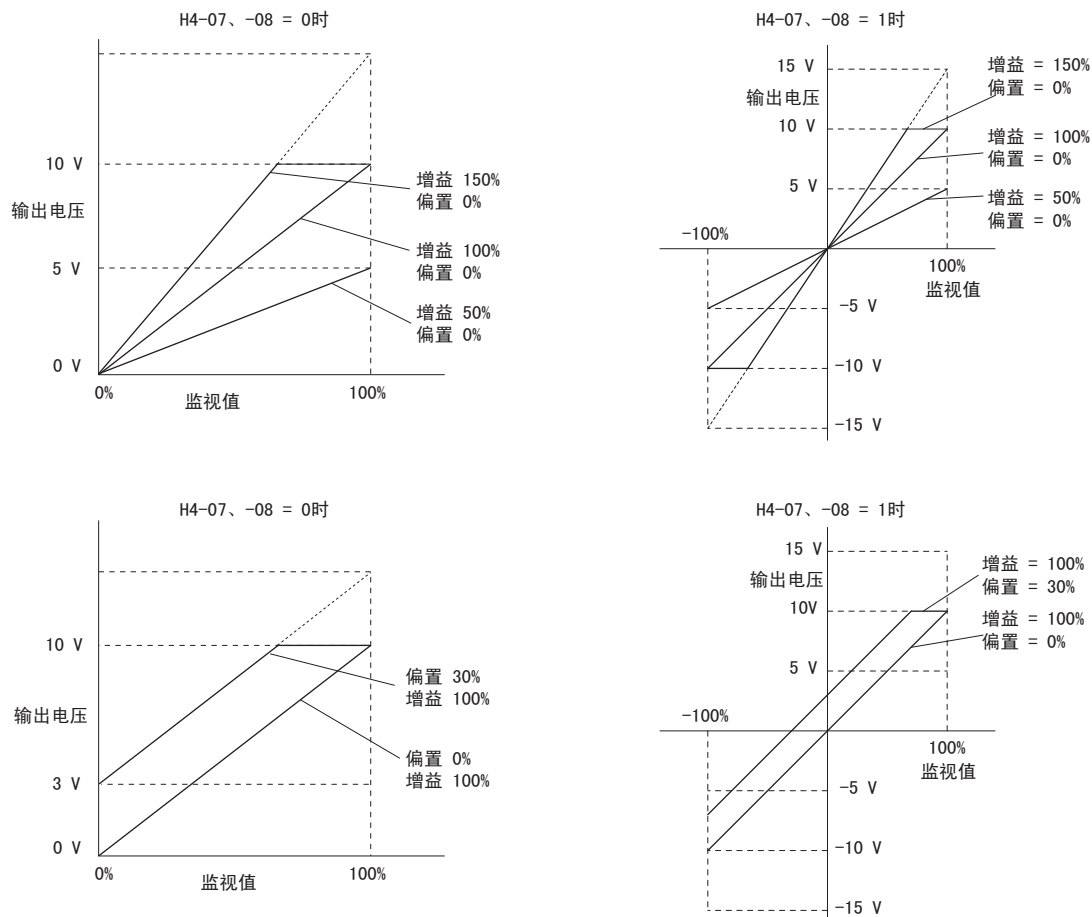 H4-07、-08 = 0时
10 V
增益 150%
偏置 0%
输出电压
增益 100%
偏置 0%
5 V
增益 50%
偏置 0%
0 V
0%
100%
监视值
H4-07、-08 = 1时
15 V
增益 = 150%
偏置 = 0%
输出电压
10 V
增益 = 100%
偏置 = 0%
5 V
增益 = 50%
偏置 = 0%
-100%
100%
监视值
-5 V
-10 V
-15 V
H4-07、-08 = 0时
10 V
偏置 30%
增益 100%
输出电压
偏置 0%
增益 100%
3 V
0 V
0%
100%
监视值
H4-07、-08 = 1时
15 V
增益 = 100%
偏置 = 30%
输出电压
10V
增益 = 100%
偏置 = 0%
5 V
-100%
100%
监视值
-5 V
-10 V
-15 V